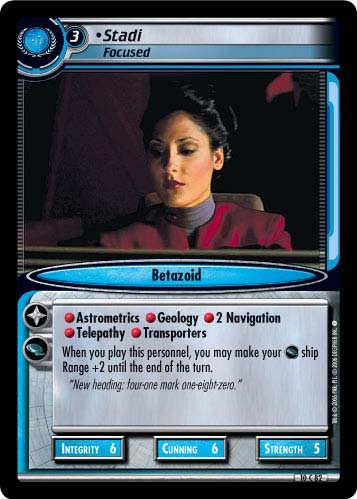 3
•Stadi
Focused
Betazoid
Astrometrics Geology 2 Navigation
Telepathy Transporters
When you play this personnel, you may make your ship
Range +2 until the end of the turn.
"New heading: four-one mark one-eight-zero."
INTEGRITY 6 CUNNING 6 STRENGTH 5
10 C 82